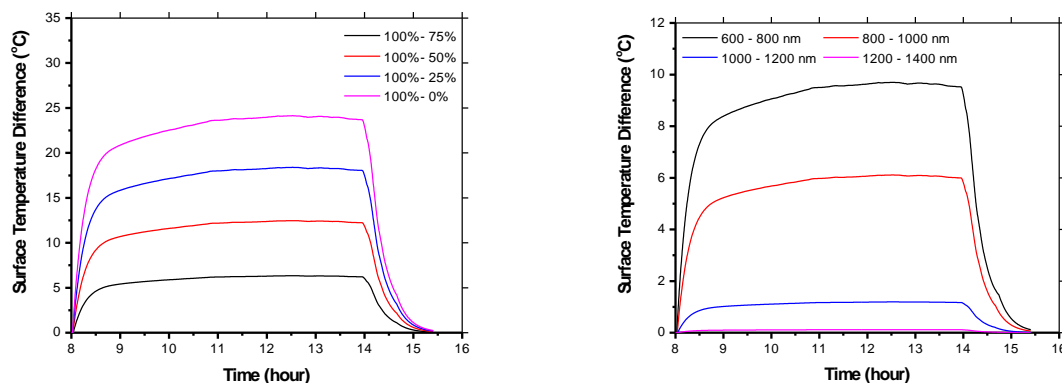 35
30
25
20
15
10
5
0
Surface Temperature Difference (°C)
100%- 75%
100%- 50%
100%- 25%
100%- 0%
8 9 10 11 12 13 14 15 16
Time (hour)
12
10
8
6
4
2
0
Surface Temperature Difference (°C)
600 - 800 nm 800 - 1000 nm
1000 - 1200 nm 1200 - 1400 nm
8 9 10 11 12 13 14 15 16
Time (hour)